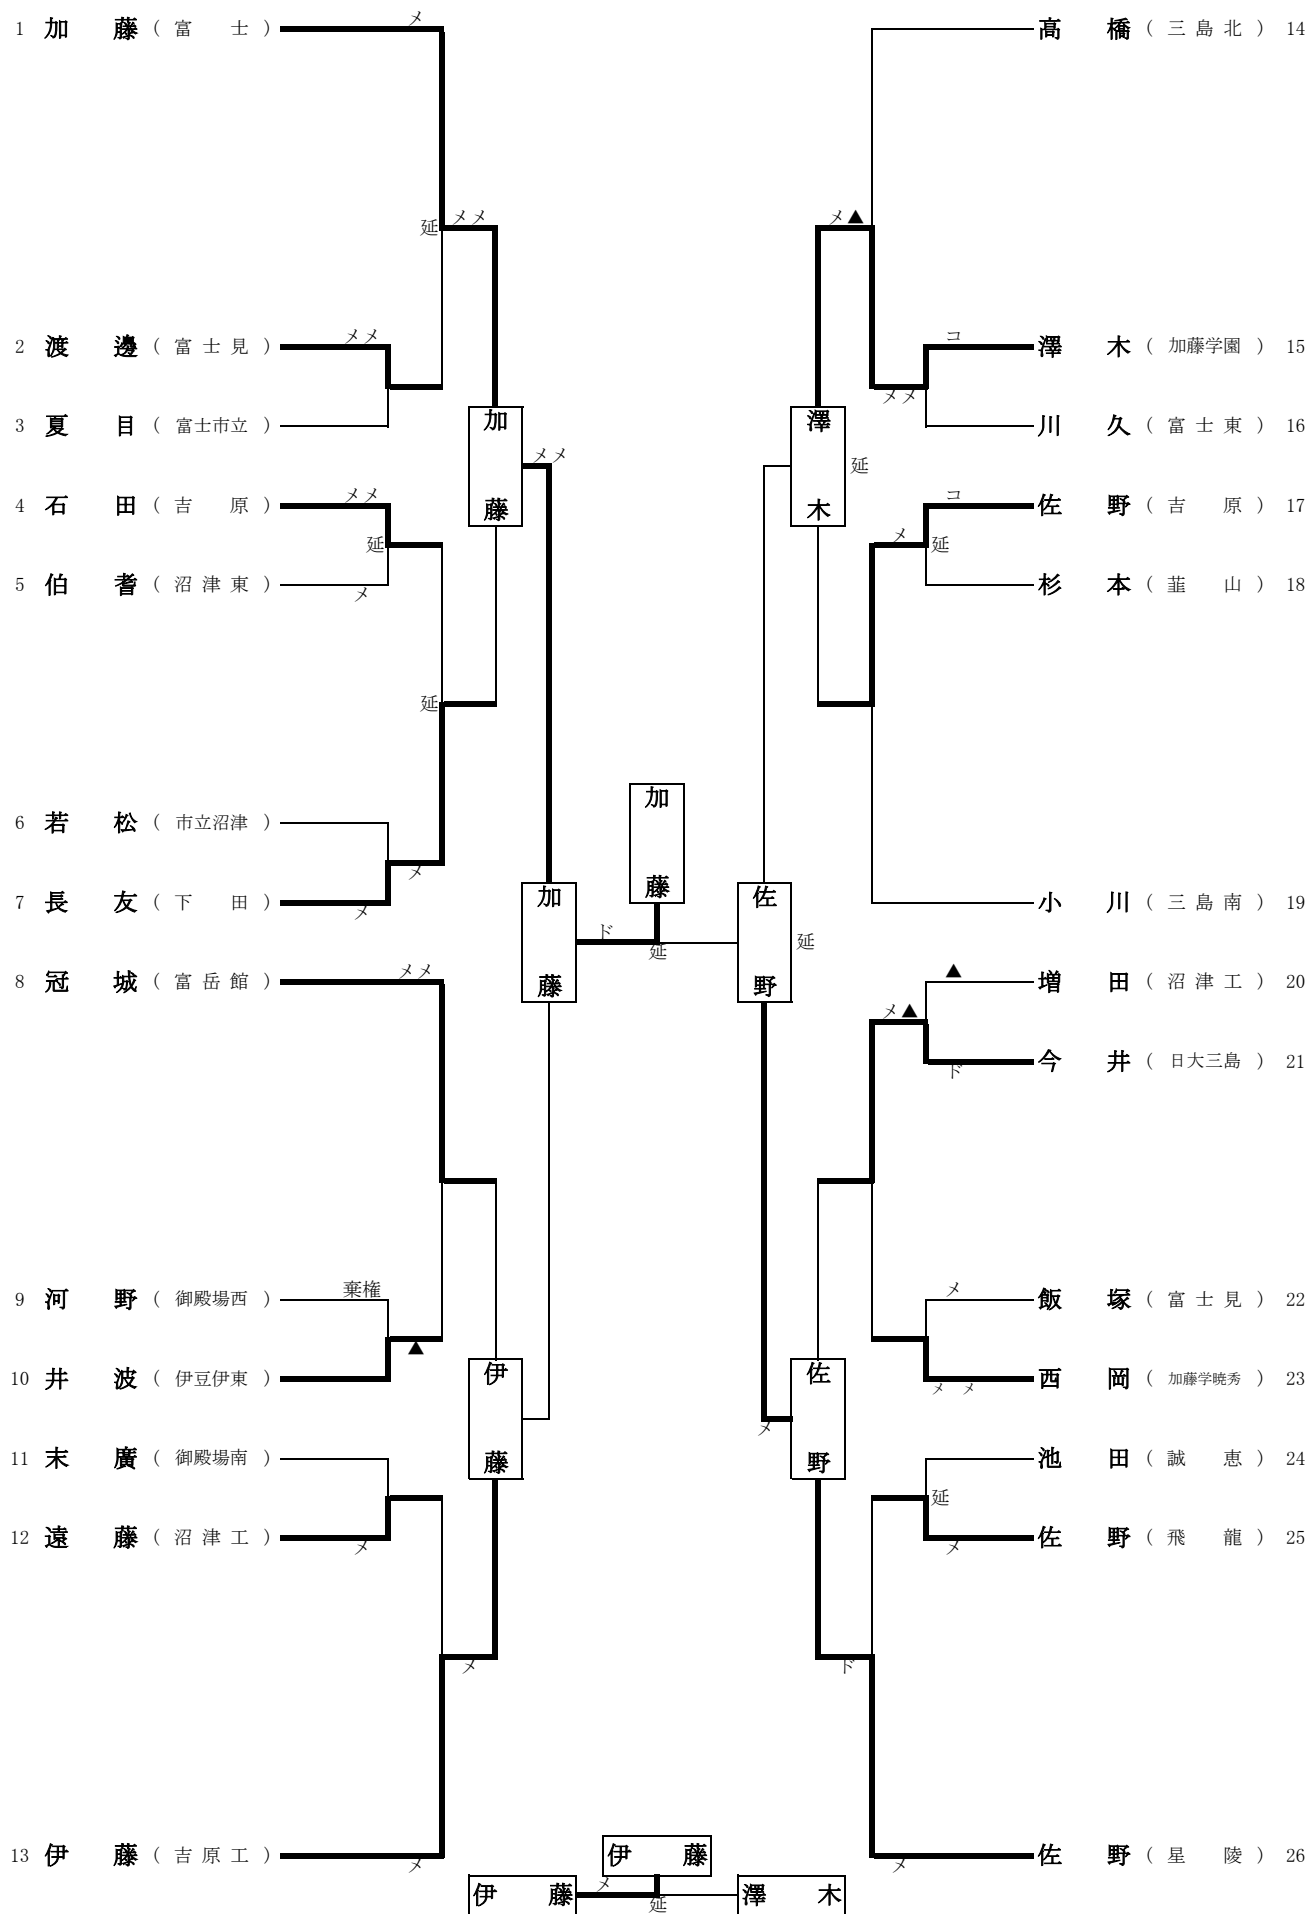 1 加藤 (富士) メ
延 メメ
2 渡邊 (富士見) メメ
3 夏目 (富士市立)
加藤 メメ
4 石田 (吉原) メメ
延
5 伯耆 (沼津東) メ
延
6 若松 (市立沼津)
メ
7 長友 (下田) メ
加藤 ド
8 冠城 (富岳館) メメ
9 河野 (御殿場西) 棄権
▲
10 井波 (伊豆伊東)
伊藤
11 末廣 (御殿場南)
12 遠藤 (沼津工) メ
メ
13 伊藤 (吉原工) メ
加藤
延
高橋 (三島北) 14
メ▲
コ 澤木 (加藤学園) 15
メメ
川久 (富士東) 16
澤木 延
コ 佐野 (吉原) 17
メ 延
杉本 (韮山) 18
小川 (三島南) 19
佐野 延
▲ 増田 (沼津工) 20
メ▲
ド 今井 (日大三島) 21
メ 飯塚 (富士見) 22
メメ 西岡 (加藤学暁秀) 23
メ 佐野
池田 (誠恵) 24
延
メ 佐野 (飛龍) 25
ド
メ 佐野 (星陵) 26
伊藤
伊藤 メ 延 澤木